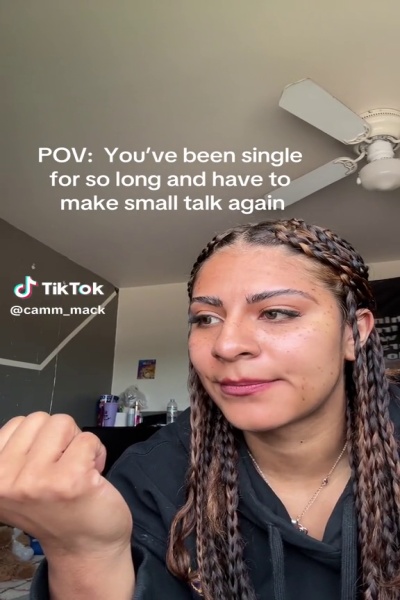 POV: You've been single
for so long and have to
make small talk again
TikTok
@camm_mack